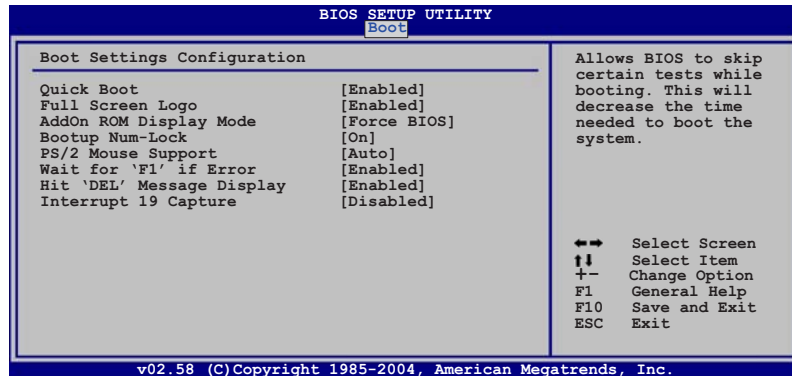 BIOS SETUP UTILITY
Boot
Boot Settings Configuration
Quick Boot [Enabled]
Full Screen Logo [Enabled]
AddOn ROM Display Mode [Force BIOS]
Bootup Num-Lock [On]
PS/2 Mouse Support [Auto]
Wait for ‘F1’ if Error [Enabled]
Hit ‘DEL’ Message Display [Enabled]
Interrupt 19 Capture [Disabled]
Allows BIOS to skip
certain tests while
booting. This will
decrease the time
needed to boot the
system.
←→ Select Screen
↑↓ Select Item
+- Change Option
F1 General Help
F10 Save and Exit
ESC Exit
v02.58 (C)Copyright 1985-2004, American Megatrends, Inc.